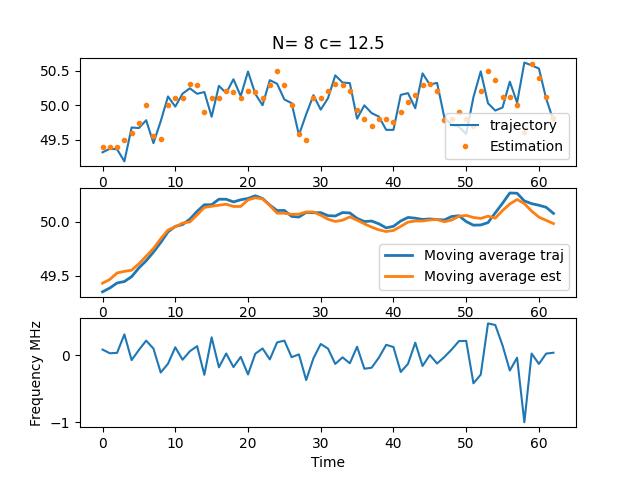 N= 8 c= 12.5
50.5
50.0
49.5
trajectory
Estimation
0 10 20 30 40 50 60
50.0
49.5
Moving average traj
Moving average est
0 10 20 30 40 50 60
Frequency MHz
0
−1
0 10 20 30 40 50 60
Time